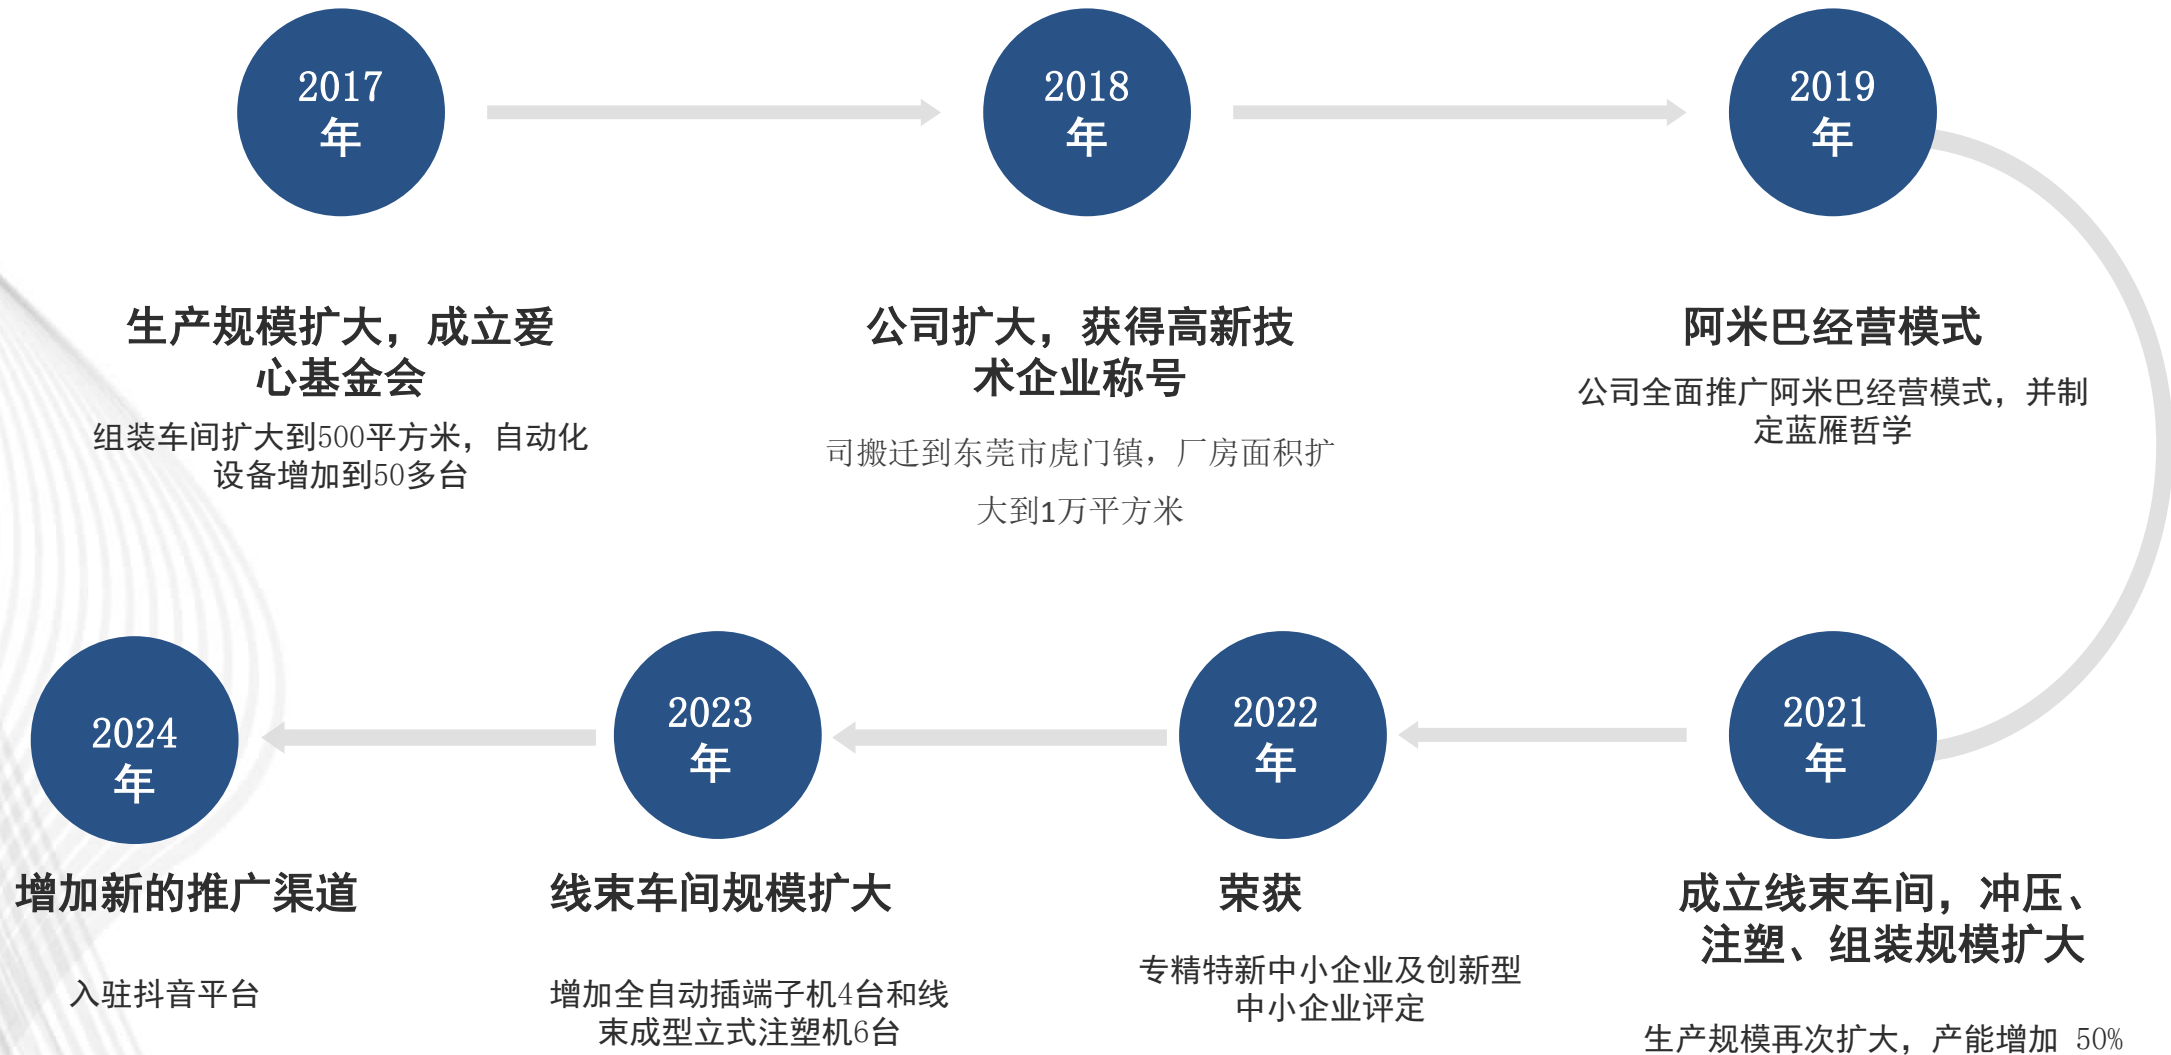 2017
年
2018
年
2019
年
生产规模扩大，成立爱
心基金会
组装车间扩大到500平方米，自动化
设备增加到50多台
公司扩大，获得高新技
术企业称号
司搬迁到东莞市虎门镇，厂房面积扩
大到1万平方米
阿米巴经营模式
公司全面推广阿米巴经营模式，并制
定蓝雁哲学
2021
年
2022
年
2023
年
2024
年
成立线束车间，冲压、
注塑、组装规模扩大
生产规模再次扩大，产能增加 50%
荣获
专精特新中小企业及创新型
中小企业评定
线束车间规模扩大
增加全自动插端子机4台和线
束成型立式注塑机6台
增加新的推广渠道
入驻抖音平台